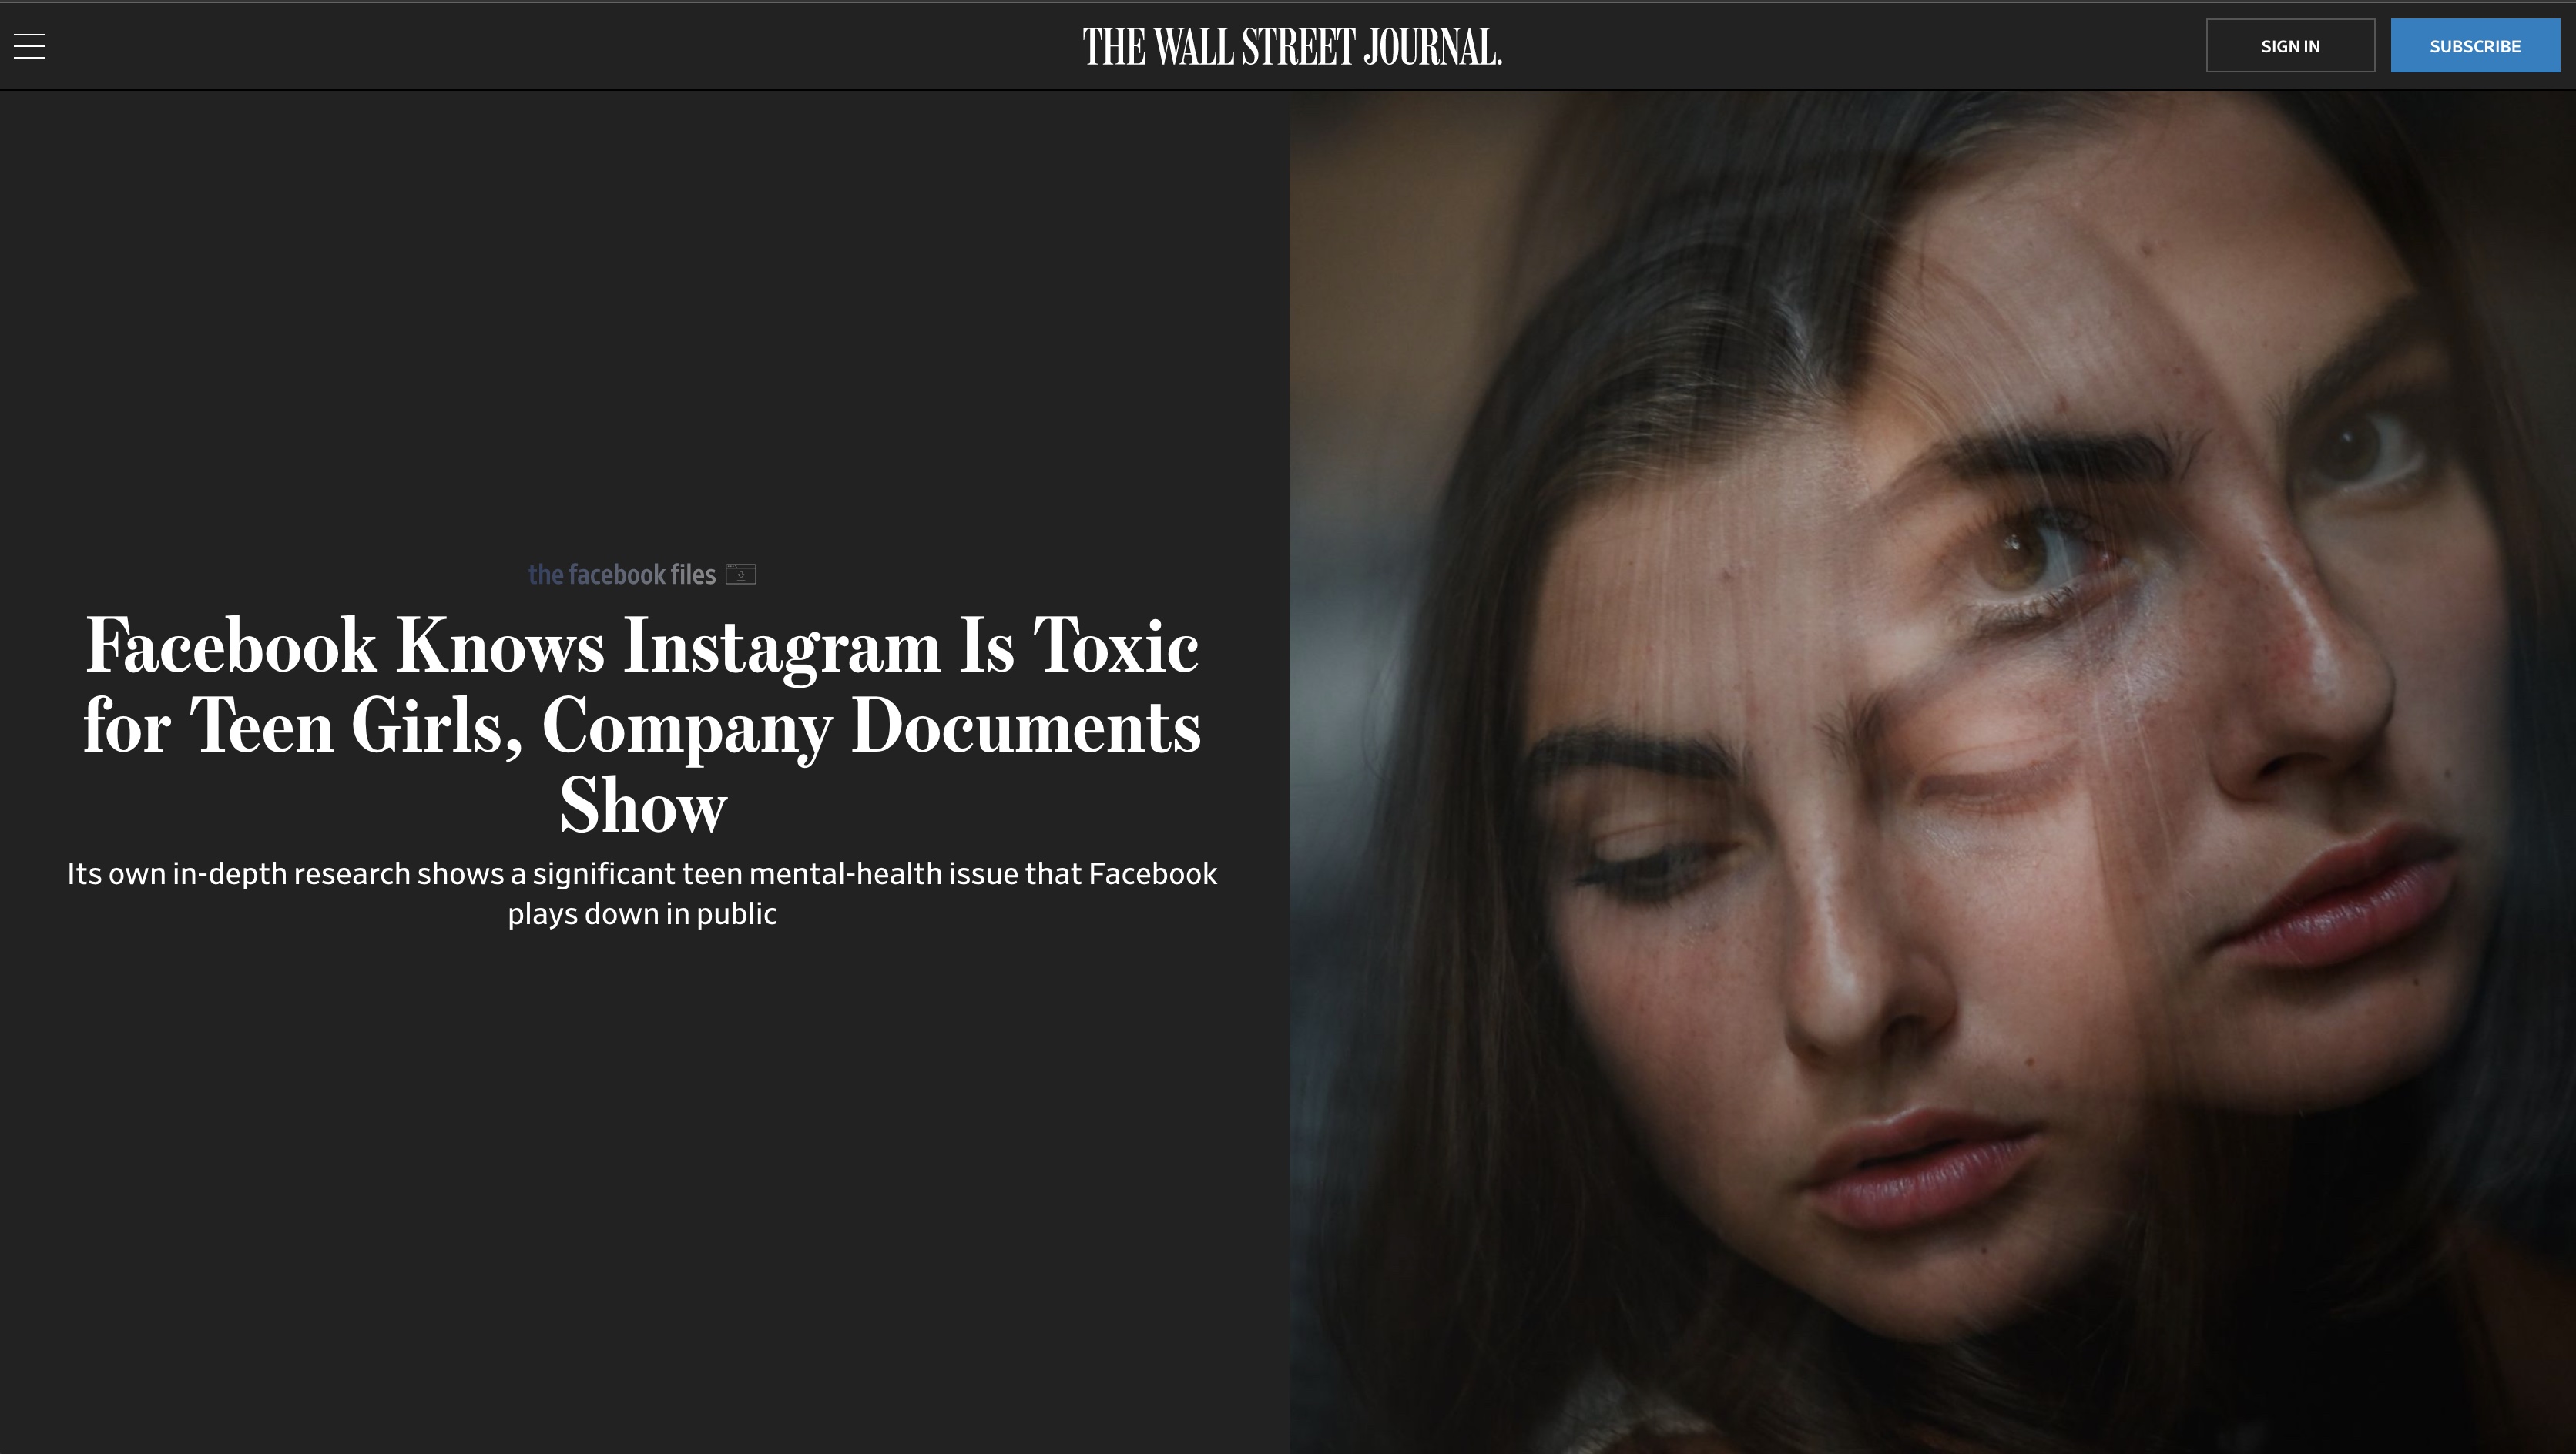 THE WALL STREET JOURNAL.
SIGN IN
SUBSCRIBE
the facebook files
Facebook Knows Instagram Is Toxic
for Teen Girls, Company Documents
Show
Its own in-depth research shows a significant teen mental-health issue that Facebook
plays down in public